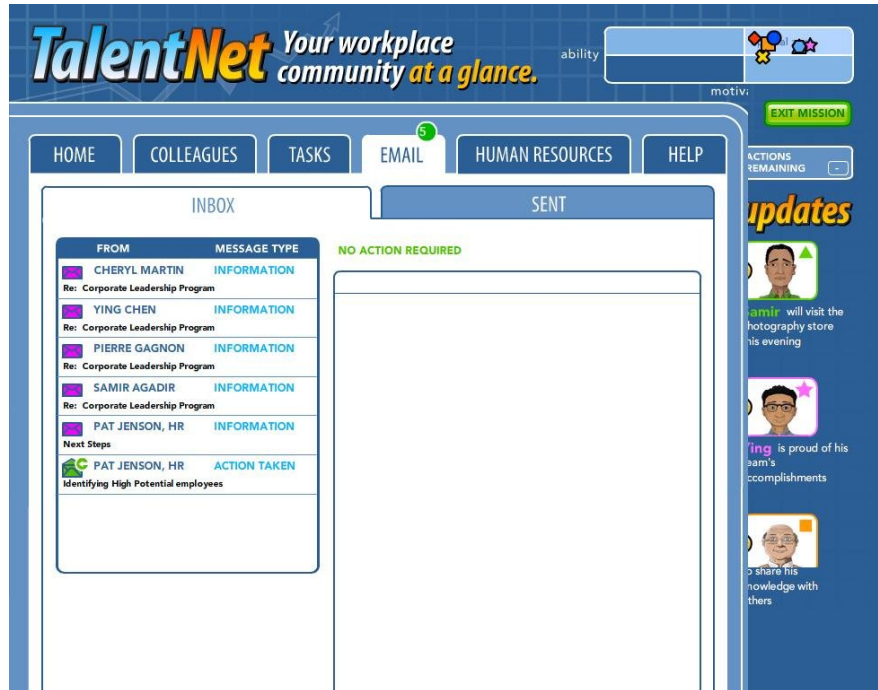 TalentNet Your workplace
community at a glance.
ability
motiva
EXIT MISSION
HOME
COLLEAGUES
TASKS
EMAIL
5
HUMAN RESOURCES
HELP
ACTIONS
REMAINING
-
INBOX
SENT
updates
FROM MESSAGE TYPE
CHERYL MARTIN INFORMATION
Re: Corporate Leadership Program
YING CHEN INFORMATION
Re: Corporate Leadership Program
PIERRE GAGNON INFORMATION
Re: Corporate Leadership Program
SAMIR AGADIR INFORMATION
Re: Corporate Leadership Program
PAT JENSON, HR INFORMATION
Next Steps
PAT JENSON, HR ACTION TAKEN
Identifying High Potential employees
NO ACTION REQUIRED
amir will visit the
hotography store
his evening
Ying is proud of his
eam's
ccomplishments
o share his
nowledge with
thers